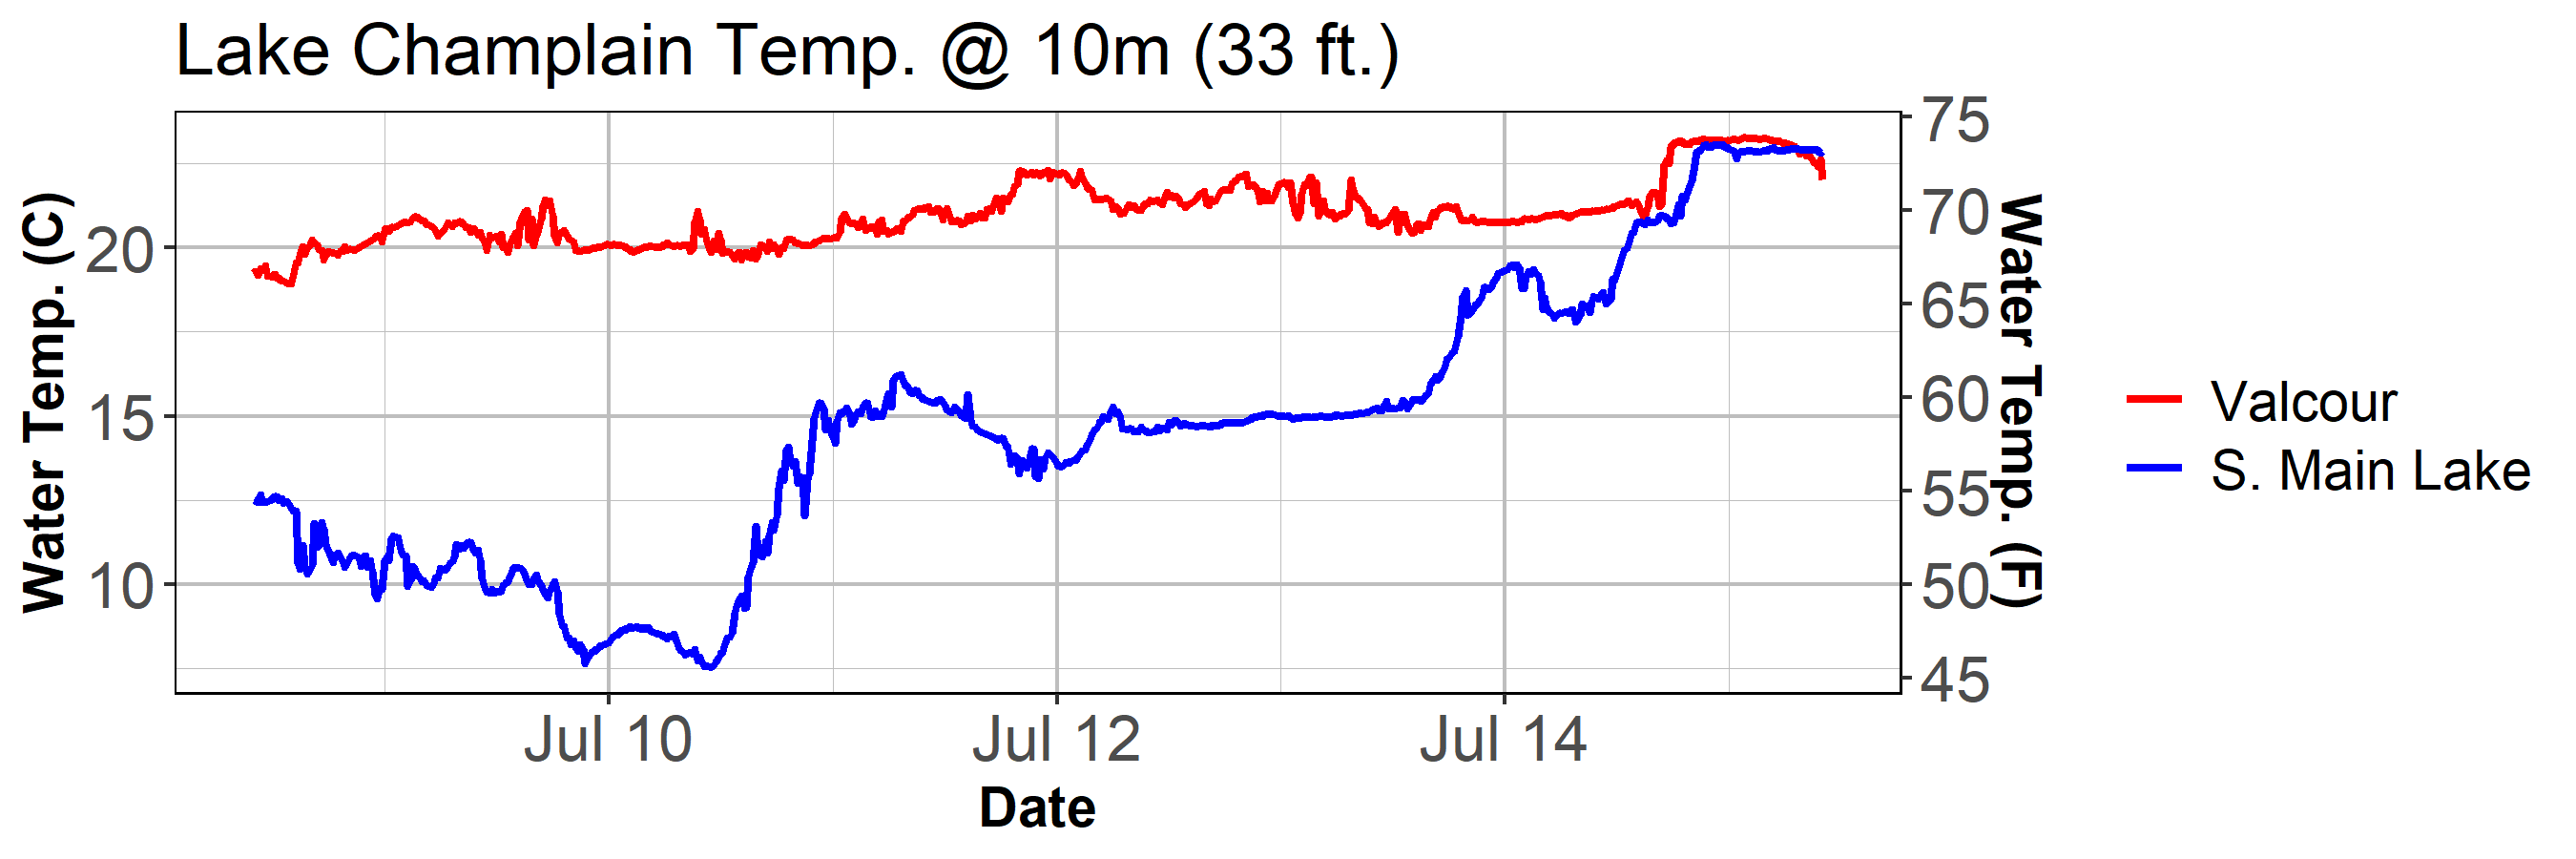 Lake Champlain Temp. @ 10m (33 ft.)
Water Temp. (C)
20
15
10
75
70
65
60
55
50
45
Water Temp. (F)
Jul 10
Jul 12
Jul 14
Date
Valcour
S. Main Lake